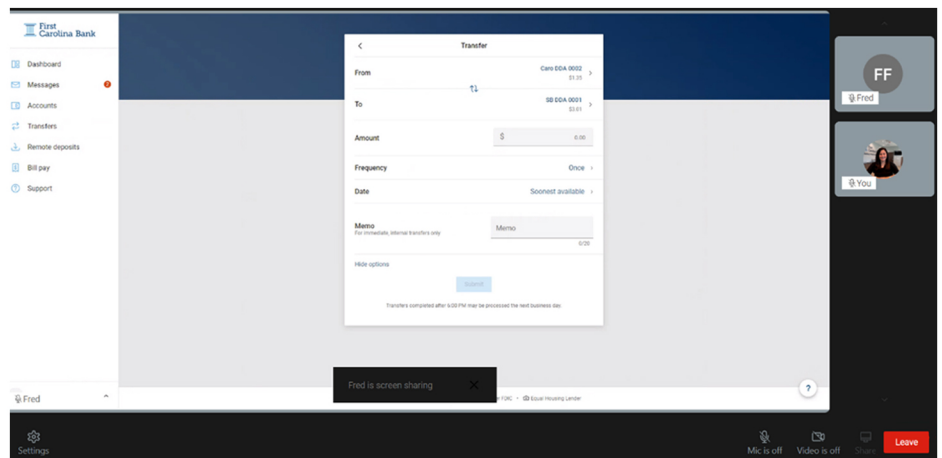 First
Carolina Bank
Dashboard
Messages
Accounts
Transfers
Remote deposits
Bill pay
Support
Fred
Transfer
From
Caro DDA 0002
To
SB DDA 0001
Amount
$ 0.00
Frequency
Once
Date
Soonest available
Memo
For immediate, internal transfers only
Memo
0/20
Hide options
Submit
Transfers completed after 6:00 PM may be processed the next business day.
Fred is screen sharing
FDIC • Equal Housing Lender
?
FF
Fred
You
Settings
Mic is off
Video is off
Share
Leave